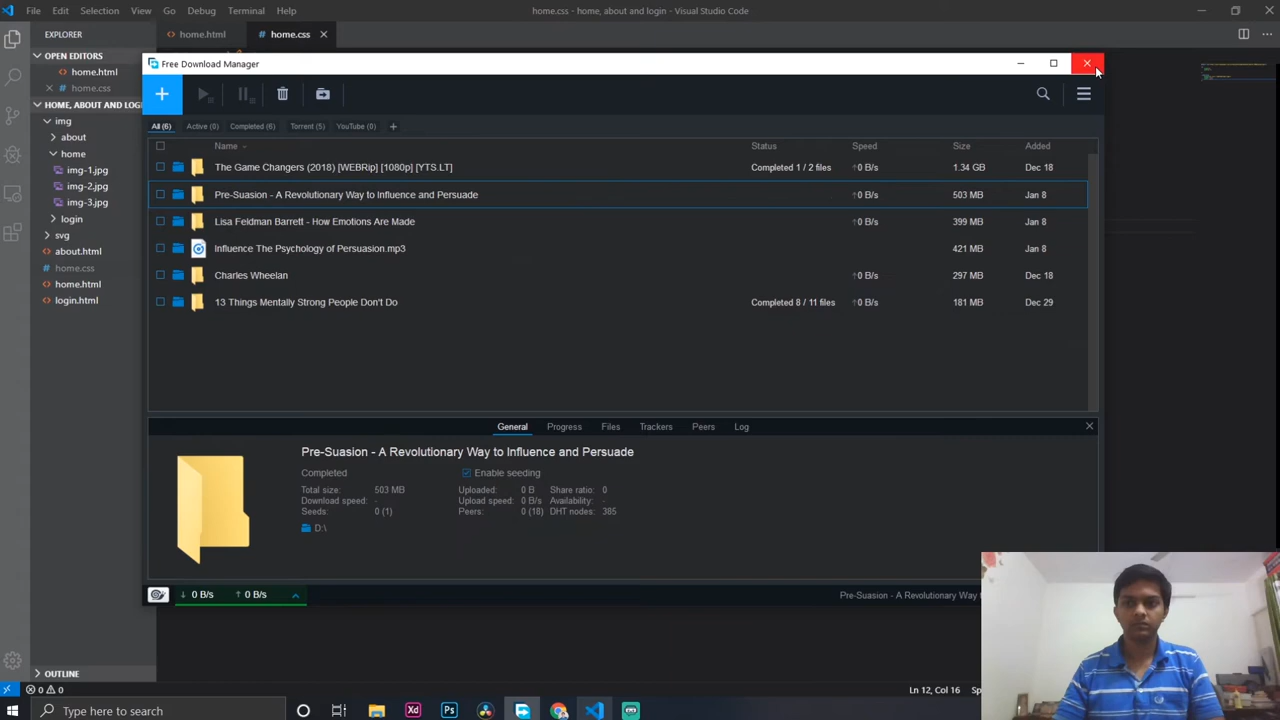 File Edit Selection View Go Debug Terminal Help
home.css - home, about and login - Visual Studio Code
EXPLORER
home.html home.css
OPEN EDITORS
home.html
home.css
HOME, ABOUT AND LOGI
img
about
home
img-1.jpg
img-2.jpg
img-3.jpg
login
svg
about.html
home.css
home.html
login.html
OUTLINE
Free Download Manager
All (6) Active (0) Completed (6) Torrent (5) YouTube (0) +
Name Status Speed Size Added
The Game Changers (2018) [WEBRip] [1080p] [YTS.LT] Completed 1 / 2 files ↑0 B/s 1.34 GB Dec 18
Pre-Suasion - A Revolutionary Way to Influence and Persuade ↑0 B/s 503 MB Jan 8
Lisa Feldman Barrett - How Emotions Are Made ↑0 B/s 399 MB Jan 8
Influence The Psychology of Persuasion.mp3 421 MB Jan 8
Charles Wheelan ↑0 B/s 297 MB Dec 18
13 Things Mentally Strong People Don't Do Completed 8 / 11 files ↑0 B/s 181 MB Dec 29
General Progress Files Trackers Peers Log
Pre-Suasion - A Revolutionary Way to Influence and Persuade
Completed Enable seeding
Total size: 503 MB Uploaded: 0 B Share ratio: 0
Download speed: - Upload speed: 0 B/s Availability: -
Seeds: 0 (1) Peers: 0 (18) DHT nodes: 385
D:\
↓ 0 B/s ↑ 0 B/s
Pre-Suasion - A Revolutionary Way
0 0 Ln 12, Col 16
Type here to search Xd Ps